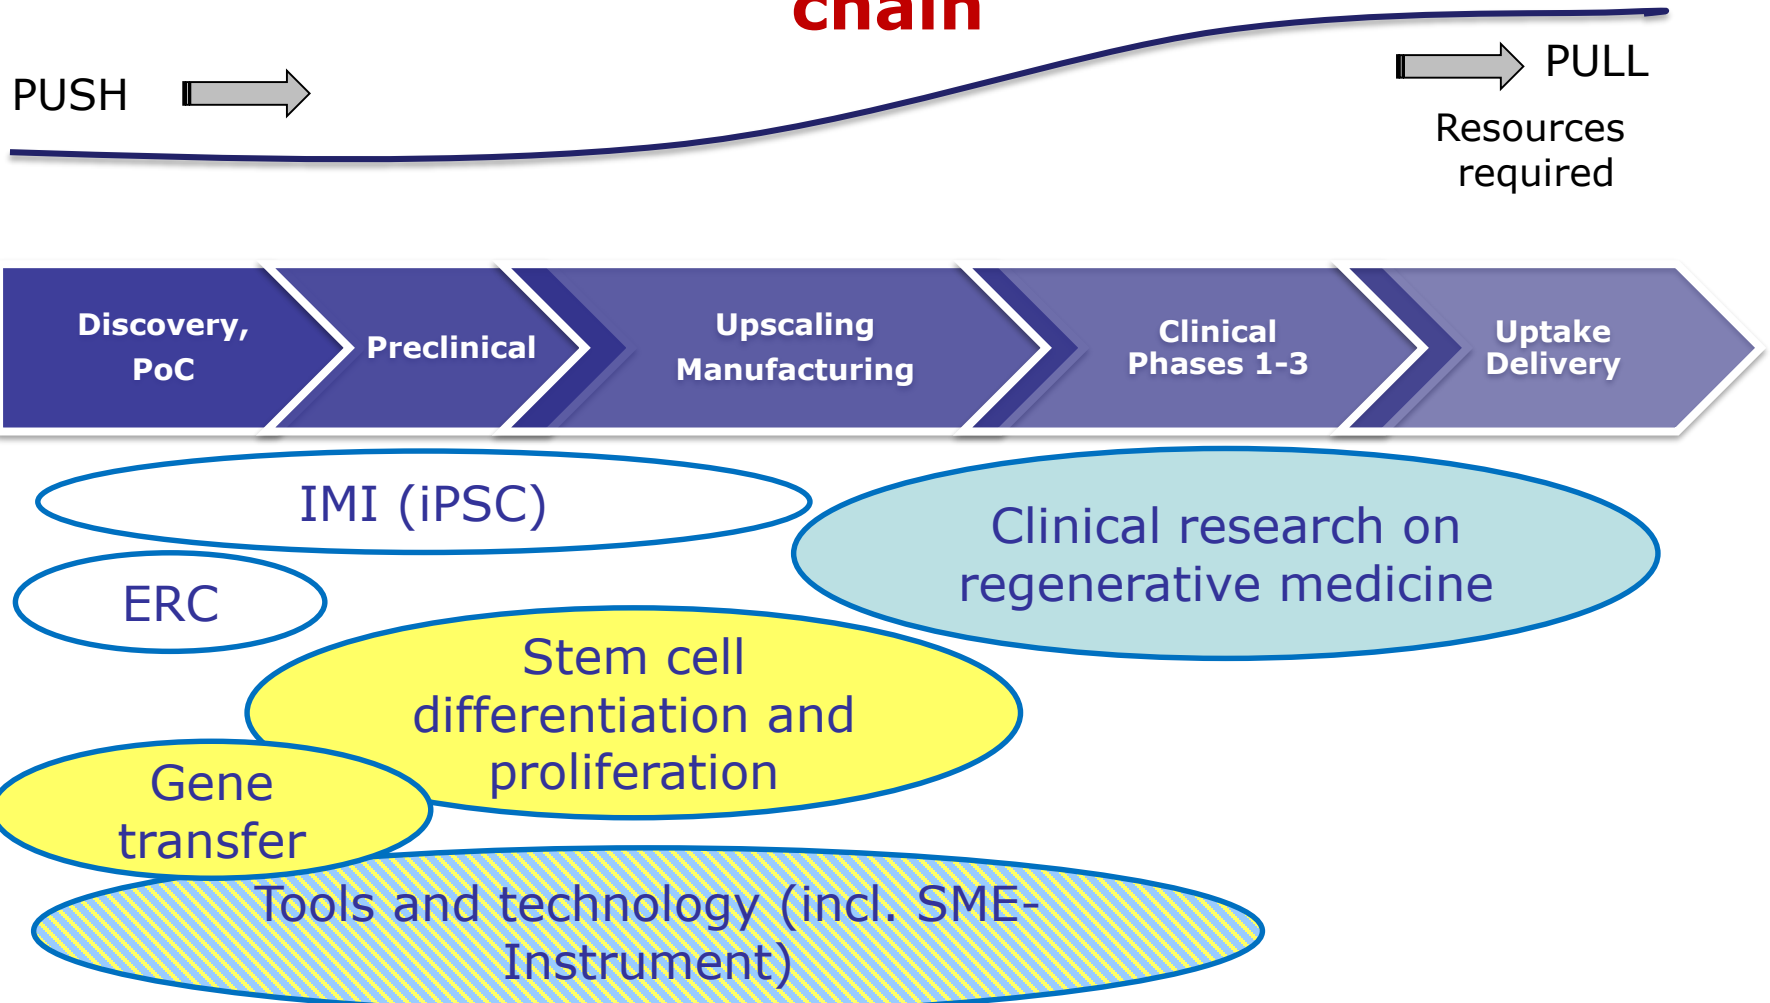 chain
PUSH
PULL
Resources
required
Discovery,
PoC
Preclinical
Upscaling
Manufacturing
Clinical
Phases 1-3
Uptake
Delivery
IMI (iPSC)
Clinical research on
regenerative medicine
ERC
Stem cell
differentiation and
proliferation
Gene
transfer
Tools and technology (incl. SME-
Instrument)